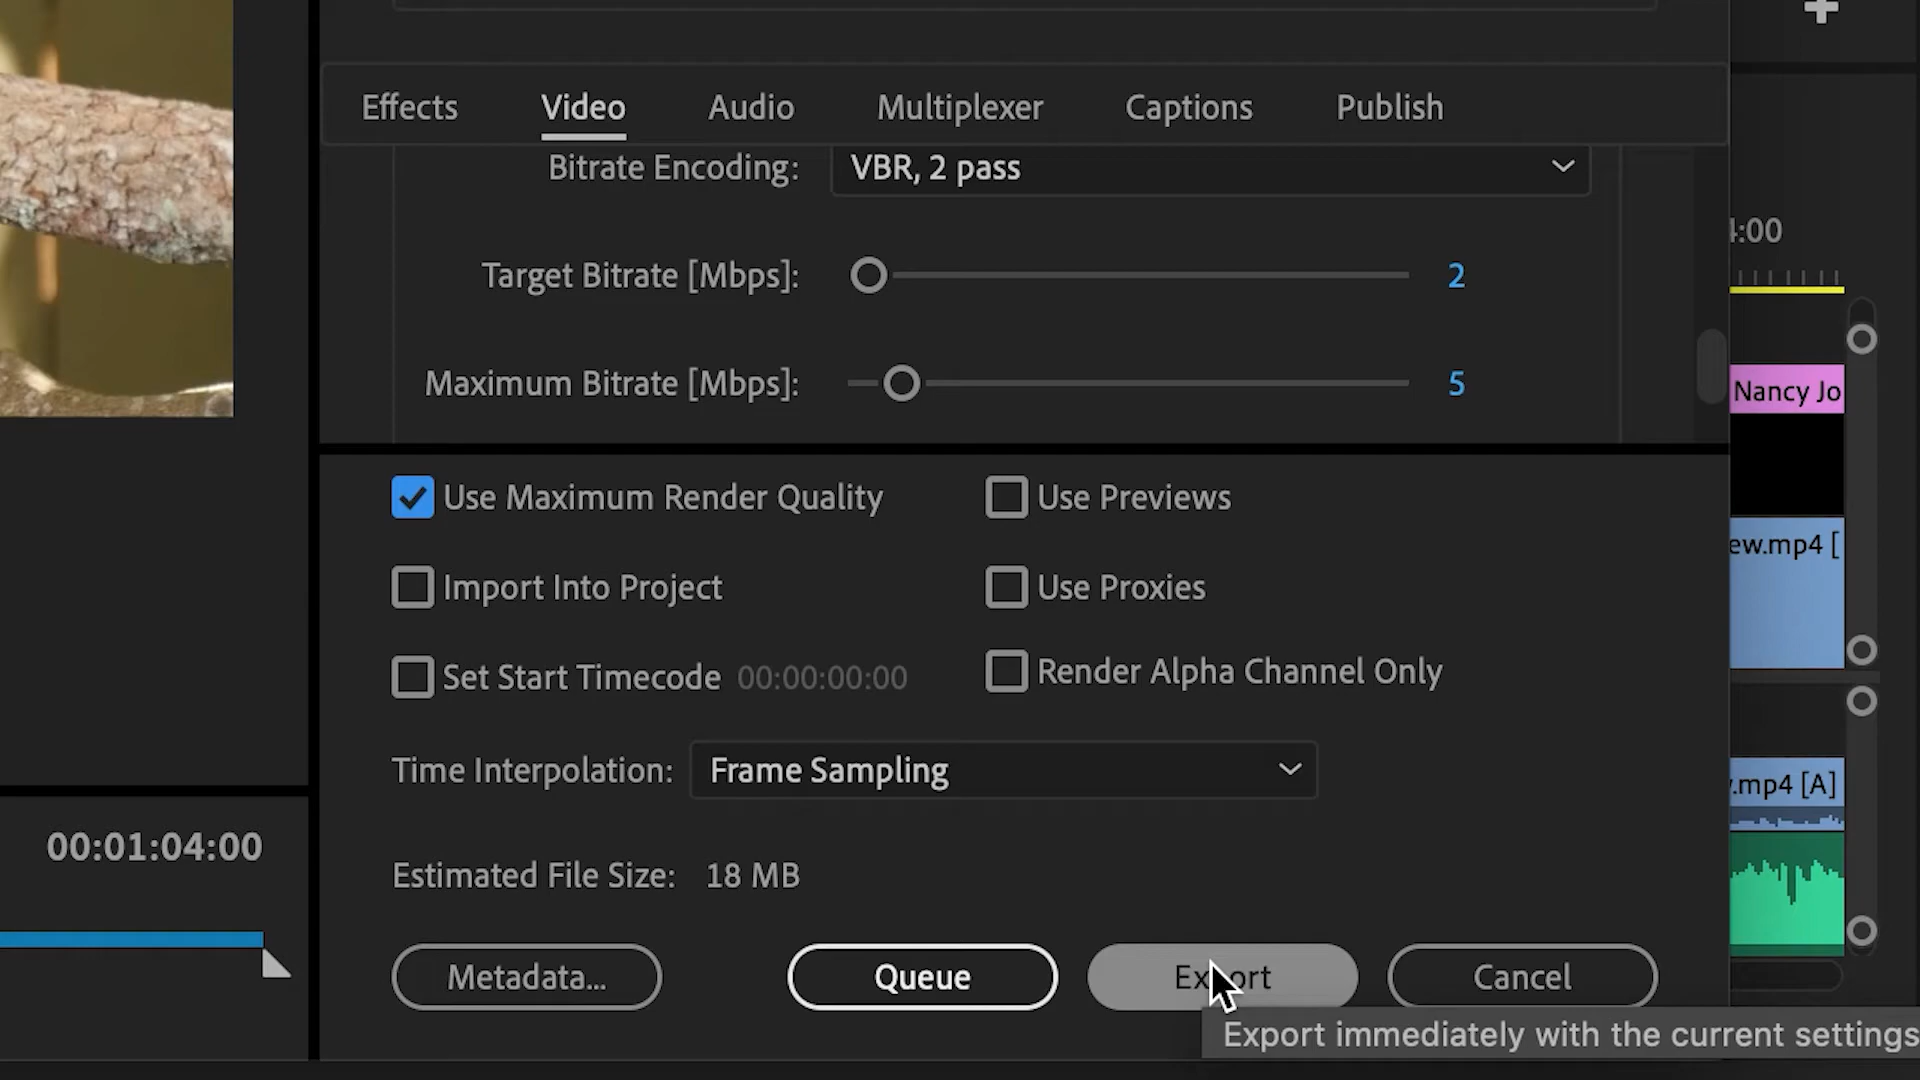 Effects Video Audio Multiplexer Captions Publish
Bitrate Encoding: VBR, 2 pass
Target Bitrate [Mbps]: 2
Maximum Bitrate [Mbps]: 5
Use Maximum Render Quality Use Previews
Import Into Project Use Proxies
Set Start Timecode 00:00:00:00 Render Alpha Channel Only
Time Interpolation: Frame Sampling
Estimated File Size: 18 MB
Metadata... Queue Export Cancel
Export immediately with the current settings
00:01:04:00
4:00
Nancy Jo
ew.mp4 [
.mp4 [A]